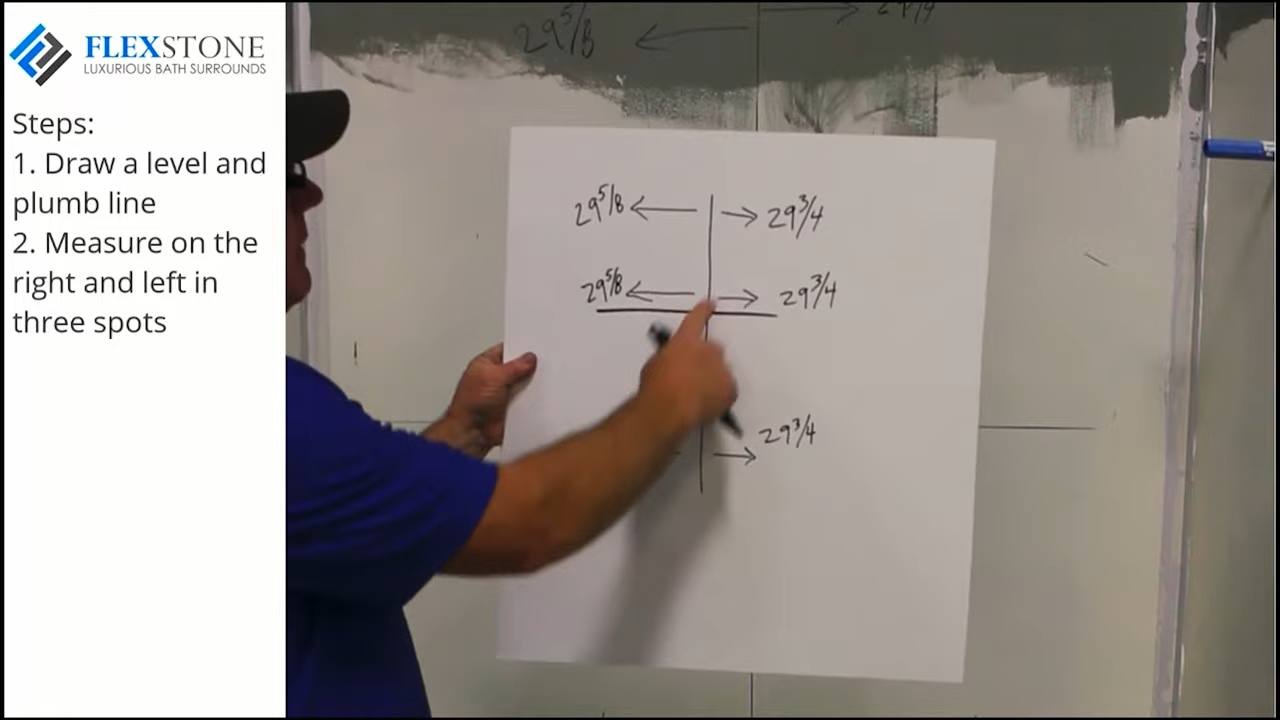 FLEXSTONE
LUXURIOUS BATH SURROUNDS
Steps:
1. Draw a level and
plumb line
2. Measure on the
right and left in
three spots
29 5/8
29 5/8 29 3/4
29 5/8 29 3/4
29 3/4